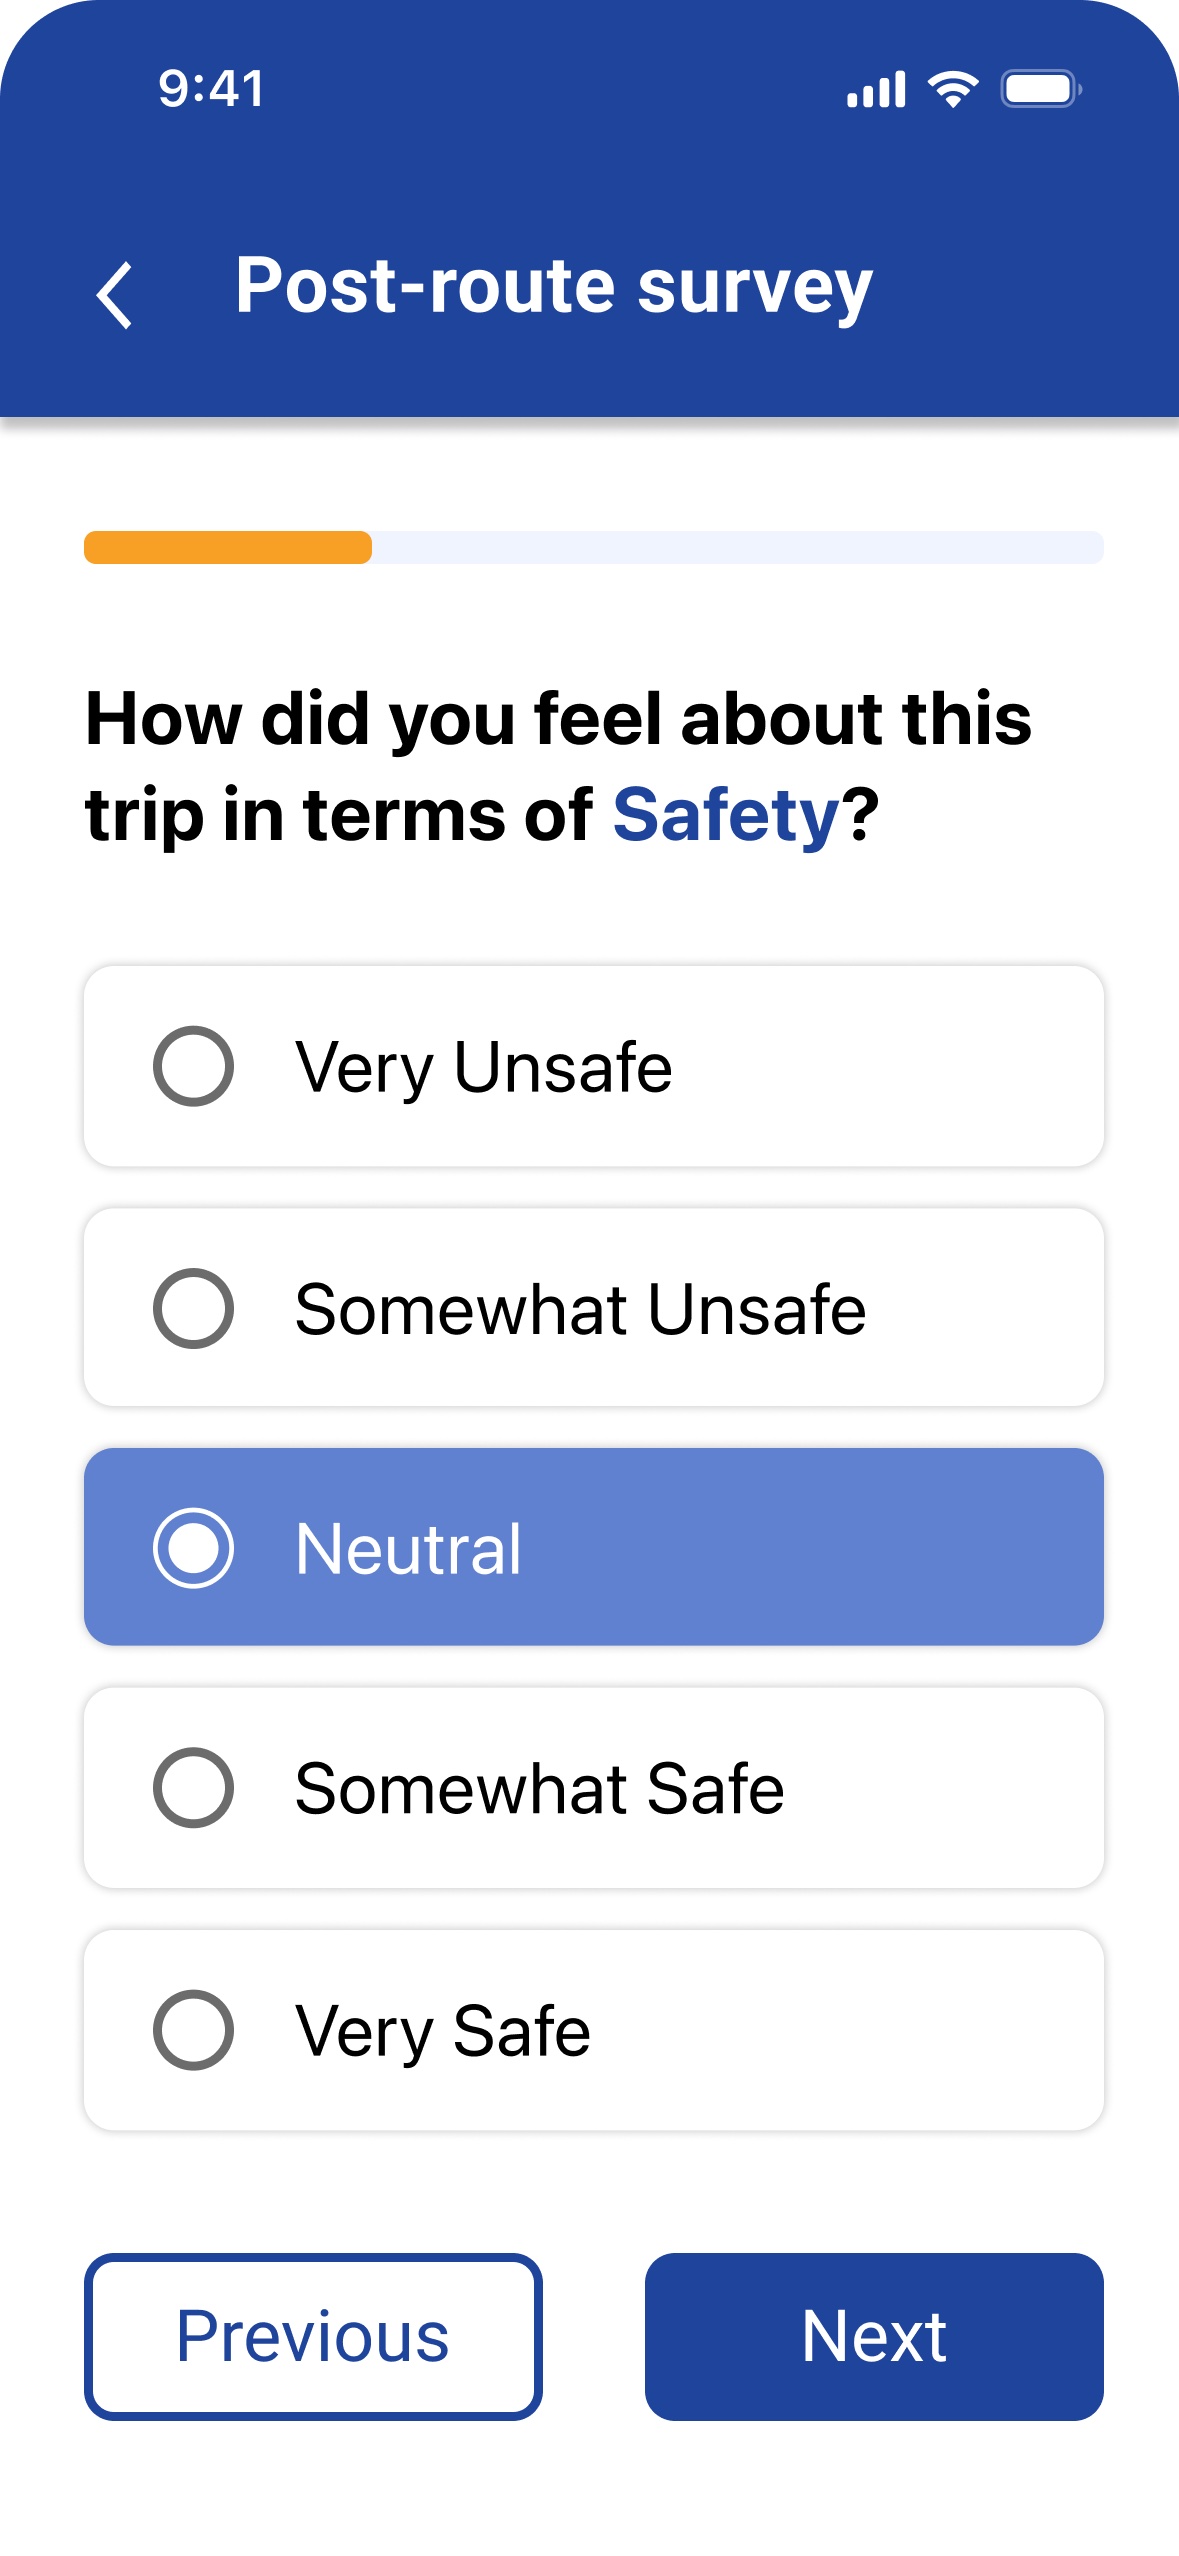 9:41
Post-route survey
How did you feel about this
trip in terms of Safety?
Very Unsafe
Somewhat Unsafe
Neutral
Somewhat Safe
Very Safe
Previous
Next